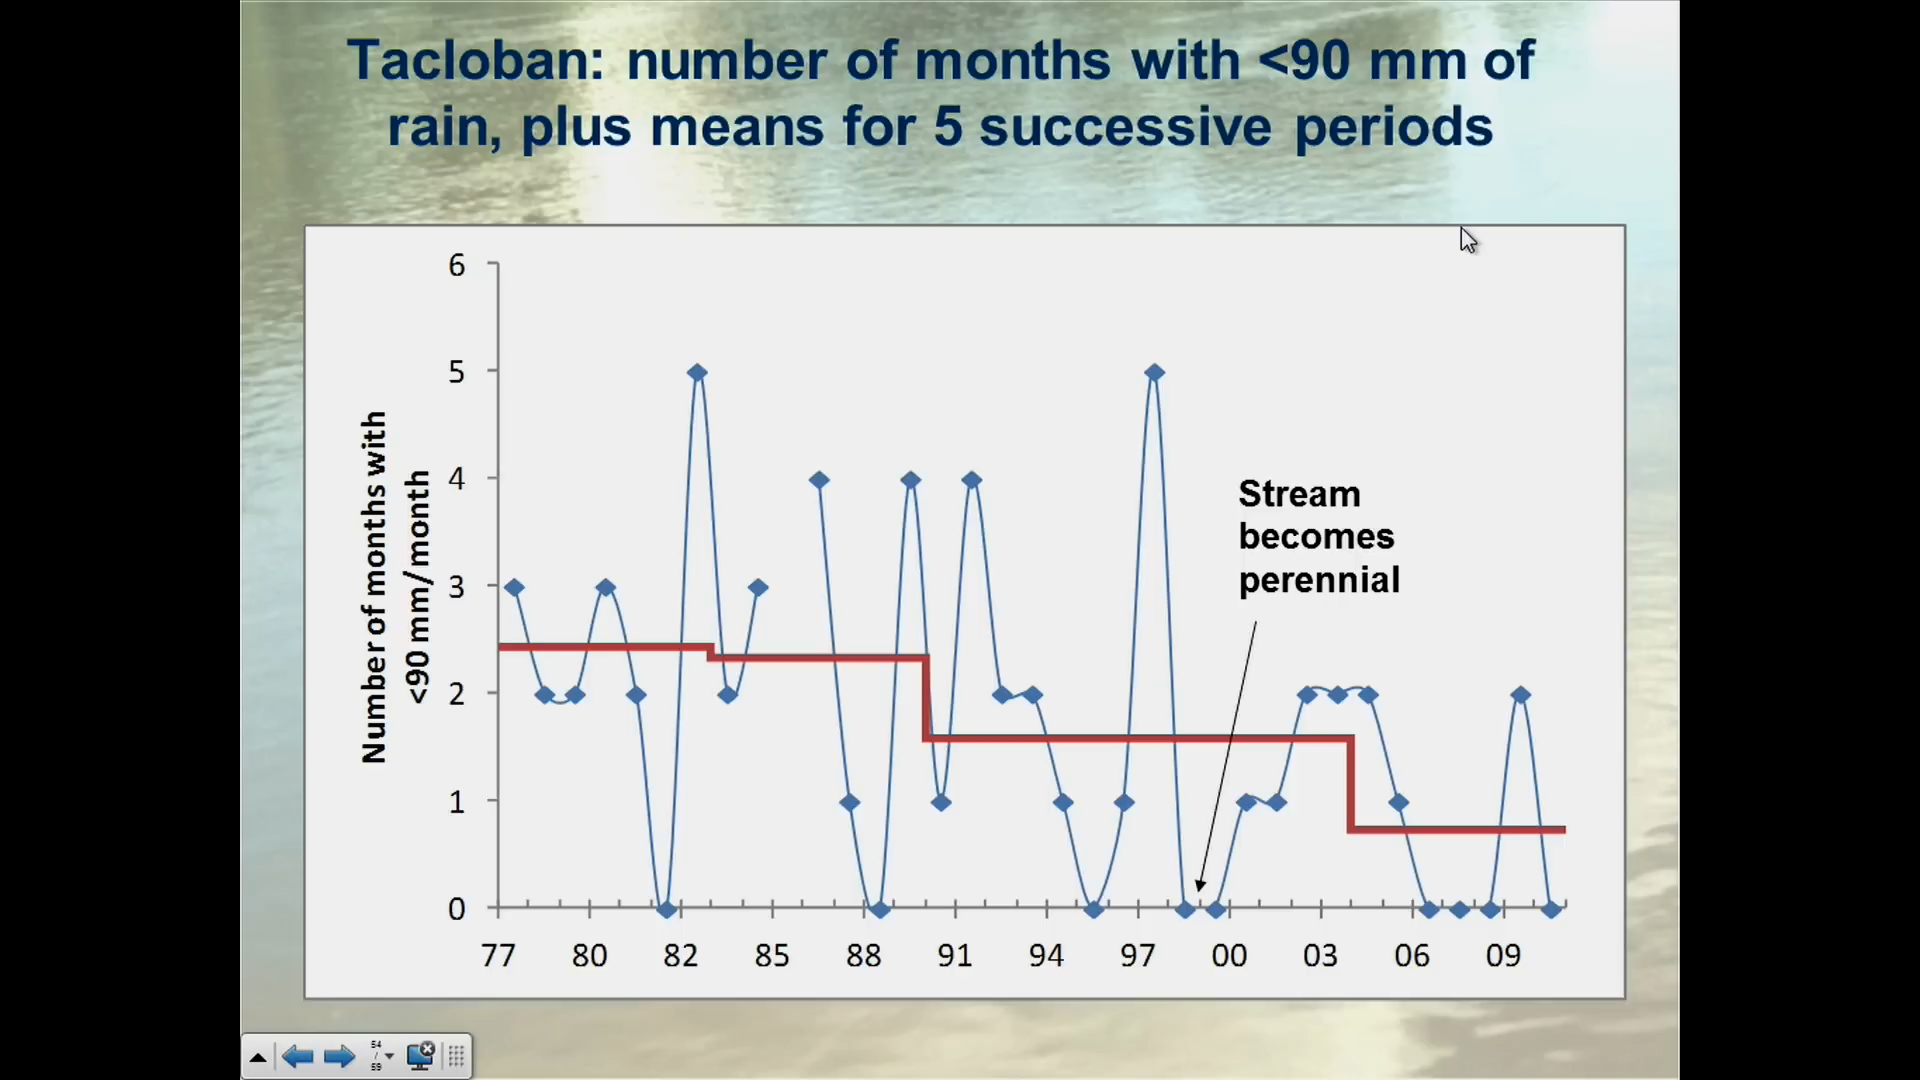 Tacloban: number of months with <90 mm of
rain, plus means for 5 successive periods
6
5
4
3
2
1
0
Number of months with
<90 mm/month
Stream
becomes
perennial
77 80 82 85 88 91 94 97 00 03 06 09
54
/
59